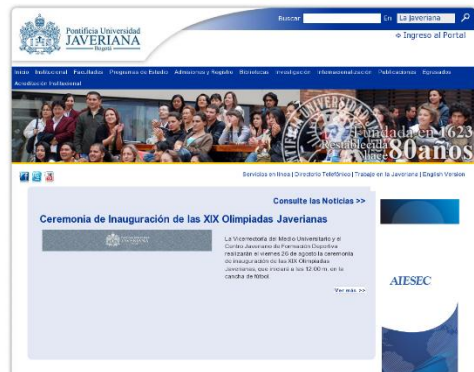 Pontificia Universidad
JAVERIANA
Bogotá
Buscar
En La Javeriana
Ingreso al Portal
Inicio Institucional Facultades Programas de Estudio Admisiones y Registro Bibliotecas Investigación Internacionalización Publicaciones Egresados
Acreditación Institucional
Fundada en 1623
Restablecida
hace 80 años
Servicios en línea | Directorio Telefónico | Trabaje en la Javeriana | English Version
Consulte las Noticias >>
Ceremonia de Inauguración de las XIX Olimpiadas Javerianas
La Vicerrectoría del Medio Universitario y el
Centro Javeriano de Formación Deportiva
realizarán el viernes 26 de agosto la ceremonia
de inauguración de las XIX Olimpiadas
Javerianas, que iniciará a las 12:00 m. en la
cancha de fútbol.
Ver más >>
AIESEC